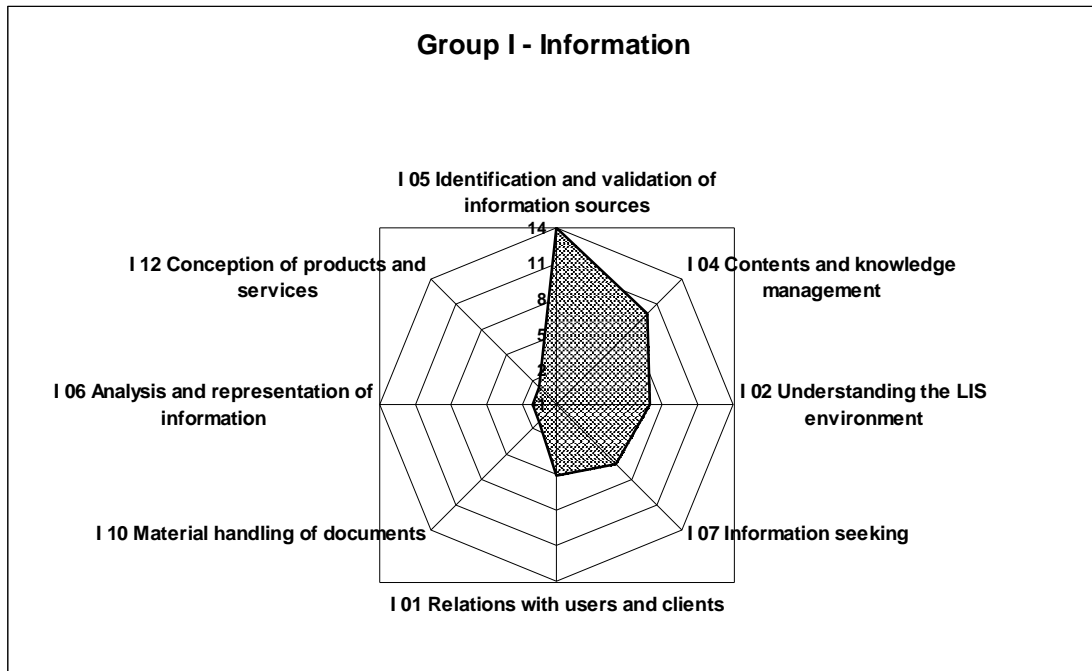 Group I - Information
I 05 Identification and validation of
information sources
14
I 12 Conception of products and
services
11
I 04 Contents and knowledge
management
8
5
2
I 06 Analysis and representation of
information
-1
I 02 Understanding the LIS
environment
I 10 Material handling of documents
I 07 Information seeking
I 01 Relations with users and clients